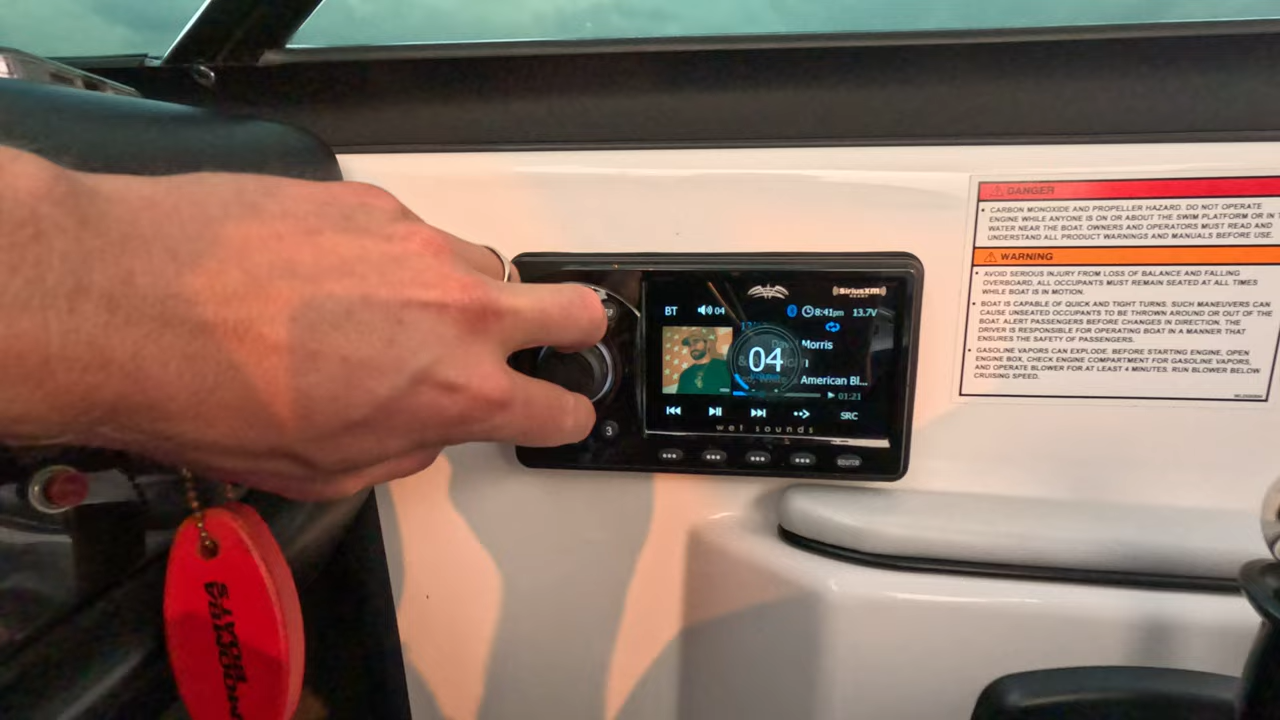 DANGER
• CARBON MONOXIDE AND PROPELLER HAZARD. DO NOT OPERATE
ENGINE WHILE ANYONE IS ON OR ABOUT THE SWIM PLATFORM OR IN
WATER NEAR THE BOAT. OWNERS AND OPERATORS MUST READ AND
UNDERSTAND ALL PRODUCT WARNINGS AND MANUALS BEFORE USE.
WARNING
• AVOID SERIOUS INJURY FROM LOSS OF BALANCE AND FALLING
OVERBOARD, ALL OCCUPANTS MUST REMAIN SEATED AT ALL TIMES
WHILE BOAT IS IN MOTION.
• BOAT IS CAPABLE OF QUICK AND TIGHT TURNS. SUCH MANEUVERS CAN
CAUSE UNSEATED OCCUPANTS TO BE THROWN AROUND OR OUT OF THE
BOAT. ALERT PASSENGERS BEFORE CHANGES IN DIRECTION. THE
DRIVER IS RESPONSIBLE FOR OPERATING BOAT IN A MANNER THAT
ENSURES THE SAFETY OF PASSENGERS.
• GASOLINE VAPORS CAN EXPLODE. BEFORE STARTING ENGINE, OPEN
ENGINE BOX, CHECK ENGINE COMPARTMENT FOR GASOLINE VAPORS,
AND OPERATE BLOWER FOR AT LEAST 4 MINUTES. RUN BLOWER BELOW
CRUISING SPEED.
SiriusXM
READY
BT 04 8:41pm 13.7V
Morris
04
American Bl...
01:21
SRC
wet sounds
3
SOURCE